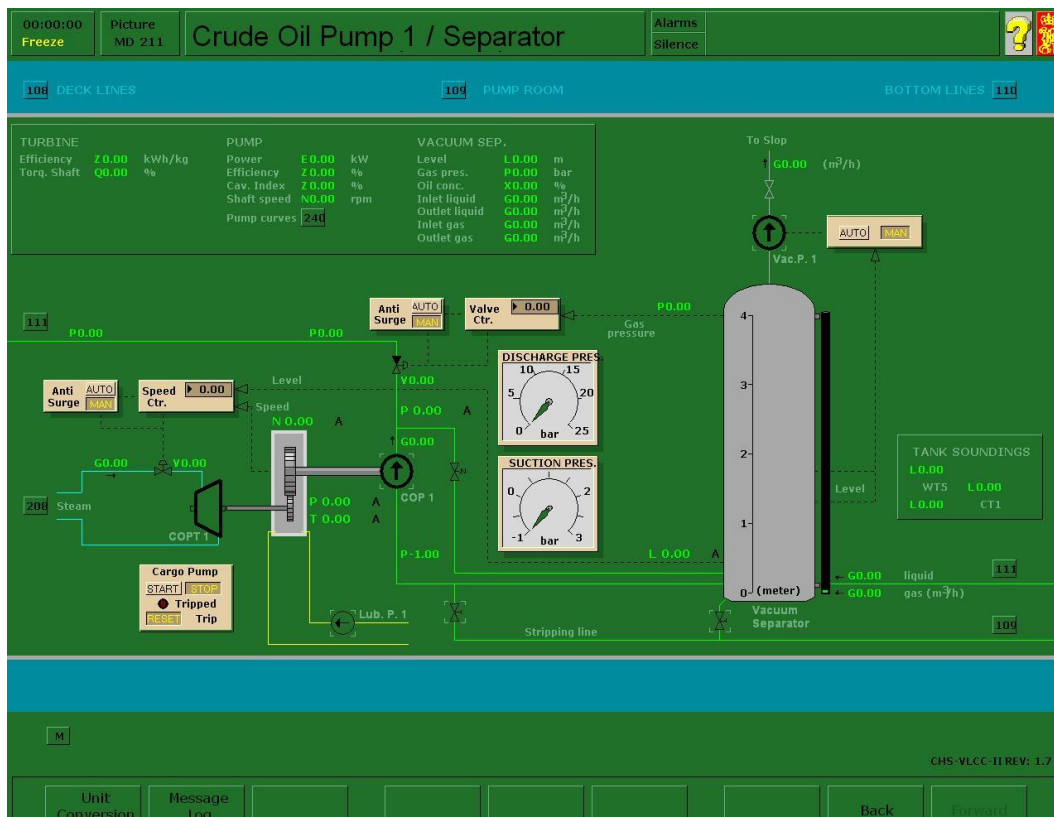 00:00:00
Freeze
Picture
MD 211
Crude Oil Pump 1 / Separator
Alarms
Silence
?
108 DECK LINES
109 PUMP ROOM
BOTTOM LINES 110
TURBINE
Efficiency Z0.00 kWh/kg
Torq. Shaft Q0.00 %
PUMP
Power E0.00 kW
Efficiency Z0.00 %
Cav. Index Z0.00 %
Shaft speed N0.00 rpm
Pump curves 240
VACUUM SEP.
Level L0.00 m
Gas pres. P0.00 bar
Oil conc. X0.00 %
Inlet liquid G0.00 m3/h
Outlet liquid G0.00 m3/h
Inlet gas G0.00 m3/h
Outlet gas G0.00 m3/h
To Slop
G0.00 (m3/h)
AUTO MAN
Vac.P. 1
Anti Surge
AUTO
MAN
Valve Ctr.
0.00
P0.00
Gas pressure
111
P0.00
P0.00
V0.00
DISCHARGE PRES.
0 5 10 15 20 25
bar
Anti Surge
AUTO
MAN
Speed Ctr.
0.00
Level
Speed
N 0.00 A
P 0.00 A
G0.00
COP 1
SUCTION PRES.
-1 0 2 3
bar
4
3
2
1
0 (meter)
TANK SOUNDINGS
L0.00
WT5 L0.00
L0.00 CT1
Level
G0.00 V0.00
208 Steam
COPT 1
P 0.00 A
T 0.00 A
P-1.00
L 0.00 A
Cargo Pump
START STOP
Tripped
RESET Trip
Lub. P. 1
Stripping line
Vacuum
Separator
G0.00 liquid
G0.00 gas (m3/h)
111
109
M
CHS-VLCC-II REV: 1.7
Unit
Conversion
Message
Log
Back
Forward